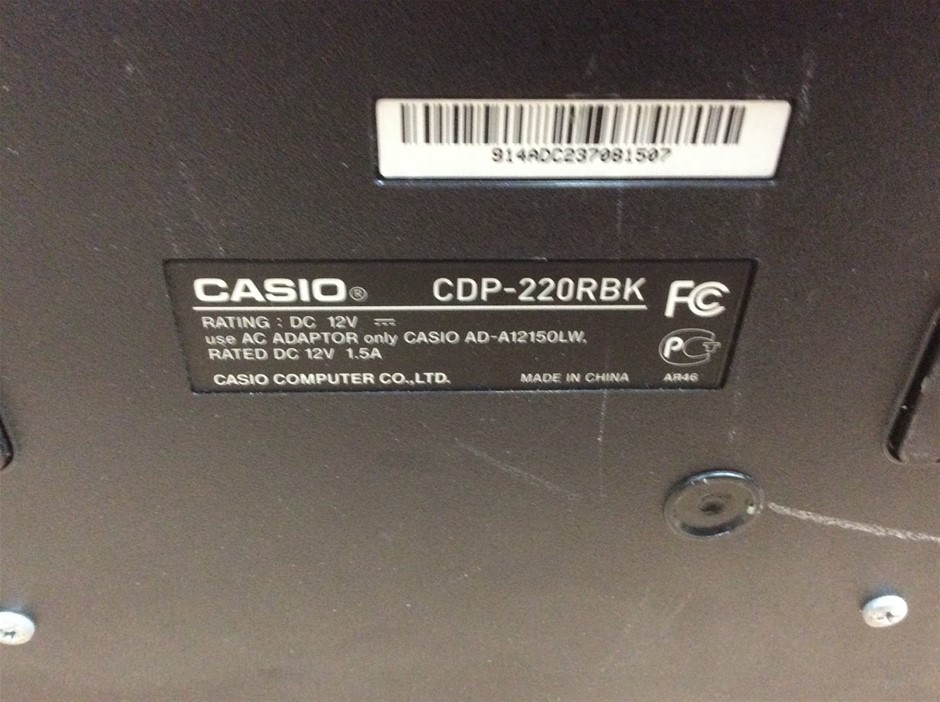 914ADC237081507
CASIO® CDP-220RBK FC
RATING : DC 12V ⎓
use AC ADAPTOR only CASIO AD-A12150LW,
RATED DC 12V 1.5A
CASIO COMPUTER CO.,LTD. MADE IN CHINA AR46